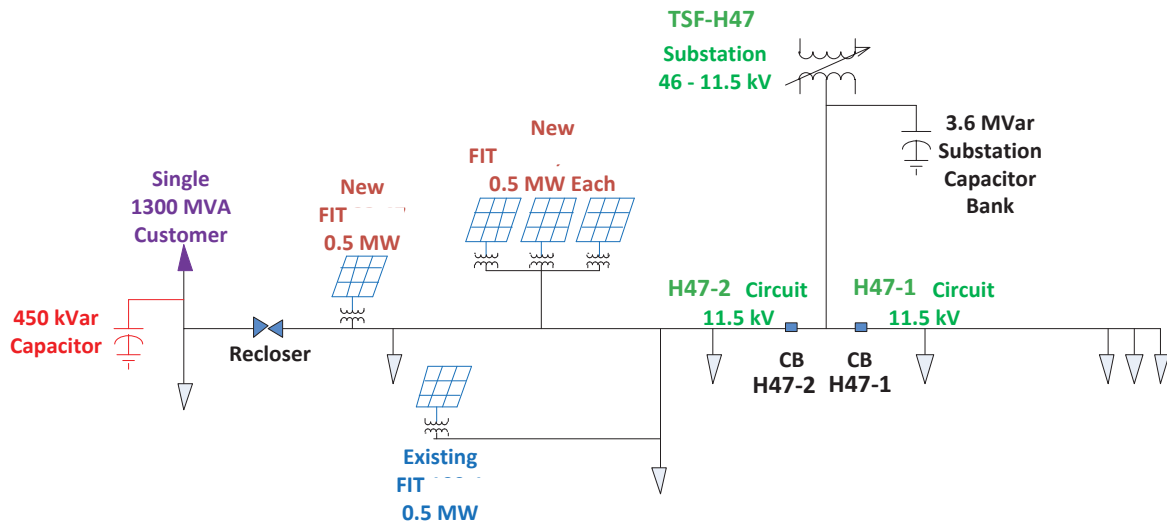 TSF-H47
Substation
46 - 11.5 kV
3.6 MVar
Substation
Capacitor
Bank
New
FIT
0.5 MW Each
New
FIT
0.5 MW
Single
1300 MVA
Customer
450 kVar
Capacitor
Recloser
H47-2 Circuit
11.5 kV
H47-1 Circuit
11.5 kV
CB
H47-2
CB
H47-1
Existing
FIT
0.5 MW